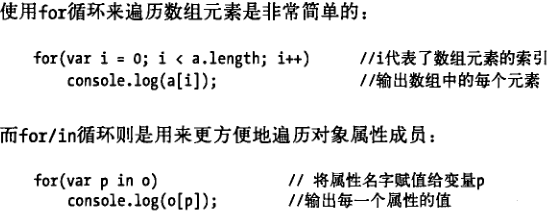 使用for循环来遍历数组元素是非常简单的：
for(var i = 0; i < a.length; i++)    //i代表了数组元素的索引
console.log(a[i]);    //输出数组中的每个元素
而for/in循环则是用来更方便地遍历对象属性成员：
for(var p in o)    // 将属性名字赋值给变量p
console.log(o[p]);    //输出每一个属性的值